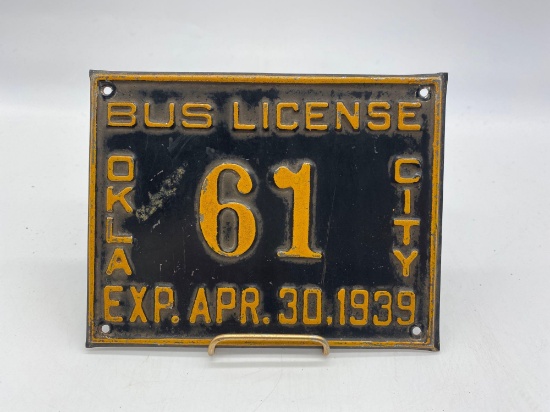 BUS LICENSE
OKLA
61
CITY
EXP. APR. 30, 1939